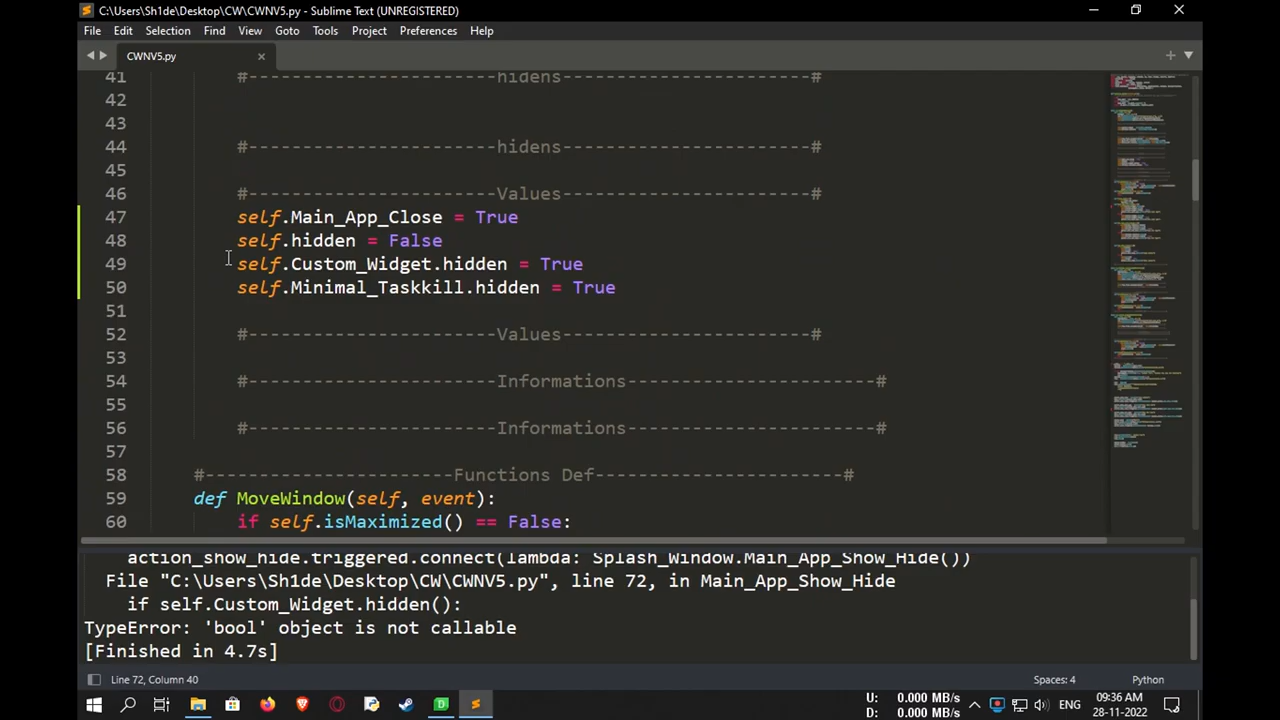 C:\Users\Sh1de\Desktop\CW\CWNV5.py - Sublime Text (UNREGISTERED)
File Edit Selection Find View Goto Tools Project Preferences Help
CWNV5.py
41 #-----------------------hidens-----------------------#
42
43
44 #-----------------------hidens-----------------------#
45
46 #-----------------------Values-----------------------#
47 self.Main_App_Close = True
48 self.hidden = False
49 self.Custom_Widget.hidden = True
50 self.Minimal_Taskkill.hidden = True
51
52 #-----------------------Values-----------------------#
53
54 #-----------------------Informations-----------------------#
55
56 #-----------------------Informations-----------------------#
57
58 #-----------------------Functions Def-----------------------#
59 def MoveWindow(self, event):
60 if self.isMaximized() == False:
action_show_hide.triggered.connect(lambda: Splash_Window.Main_App_Show_Hide())
File "C:\Users\Sh1de\Desktop\CW\CWNV5.py", line 72, in Main_App_Show_Hide
if self.Custom_Widget.hidden():
TypeError: 'bool' object is not callable
[Finished in 4.7s]
Line 72, Column 40 Spaces: 4 Python
U: 0.000 MB/s
D: 0.000 MB/s
ENG
09:36 AM
28-11-2022